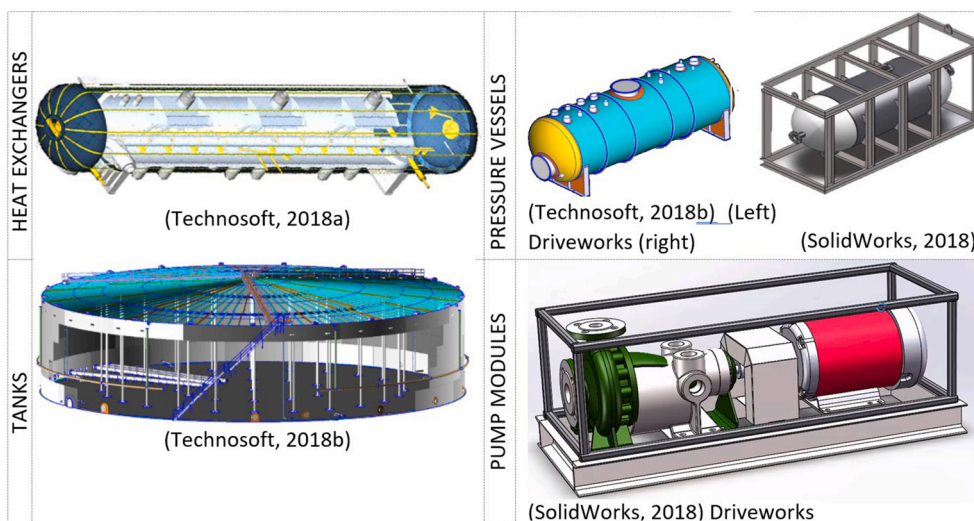 HEAT EXCHANGERS
(Technosoft, 2018a)
PRESSURE VESSELS
(Technosoft, 2018b) (Left)
Driveworks (right)
(SolidWorks, 2018)
TANKS
(Technosoft, 2018b)
PUMP MODULES
(SolidWorks, 2018) Driveworks